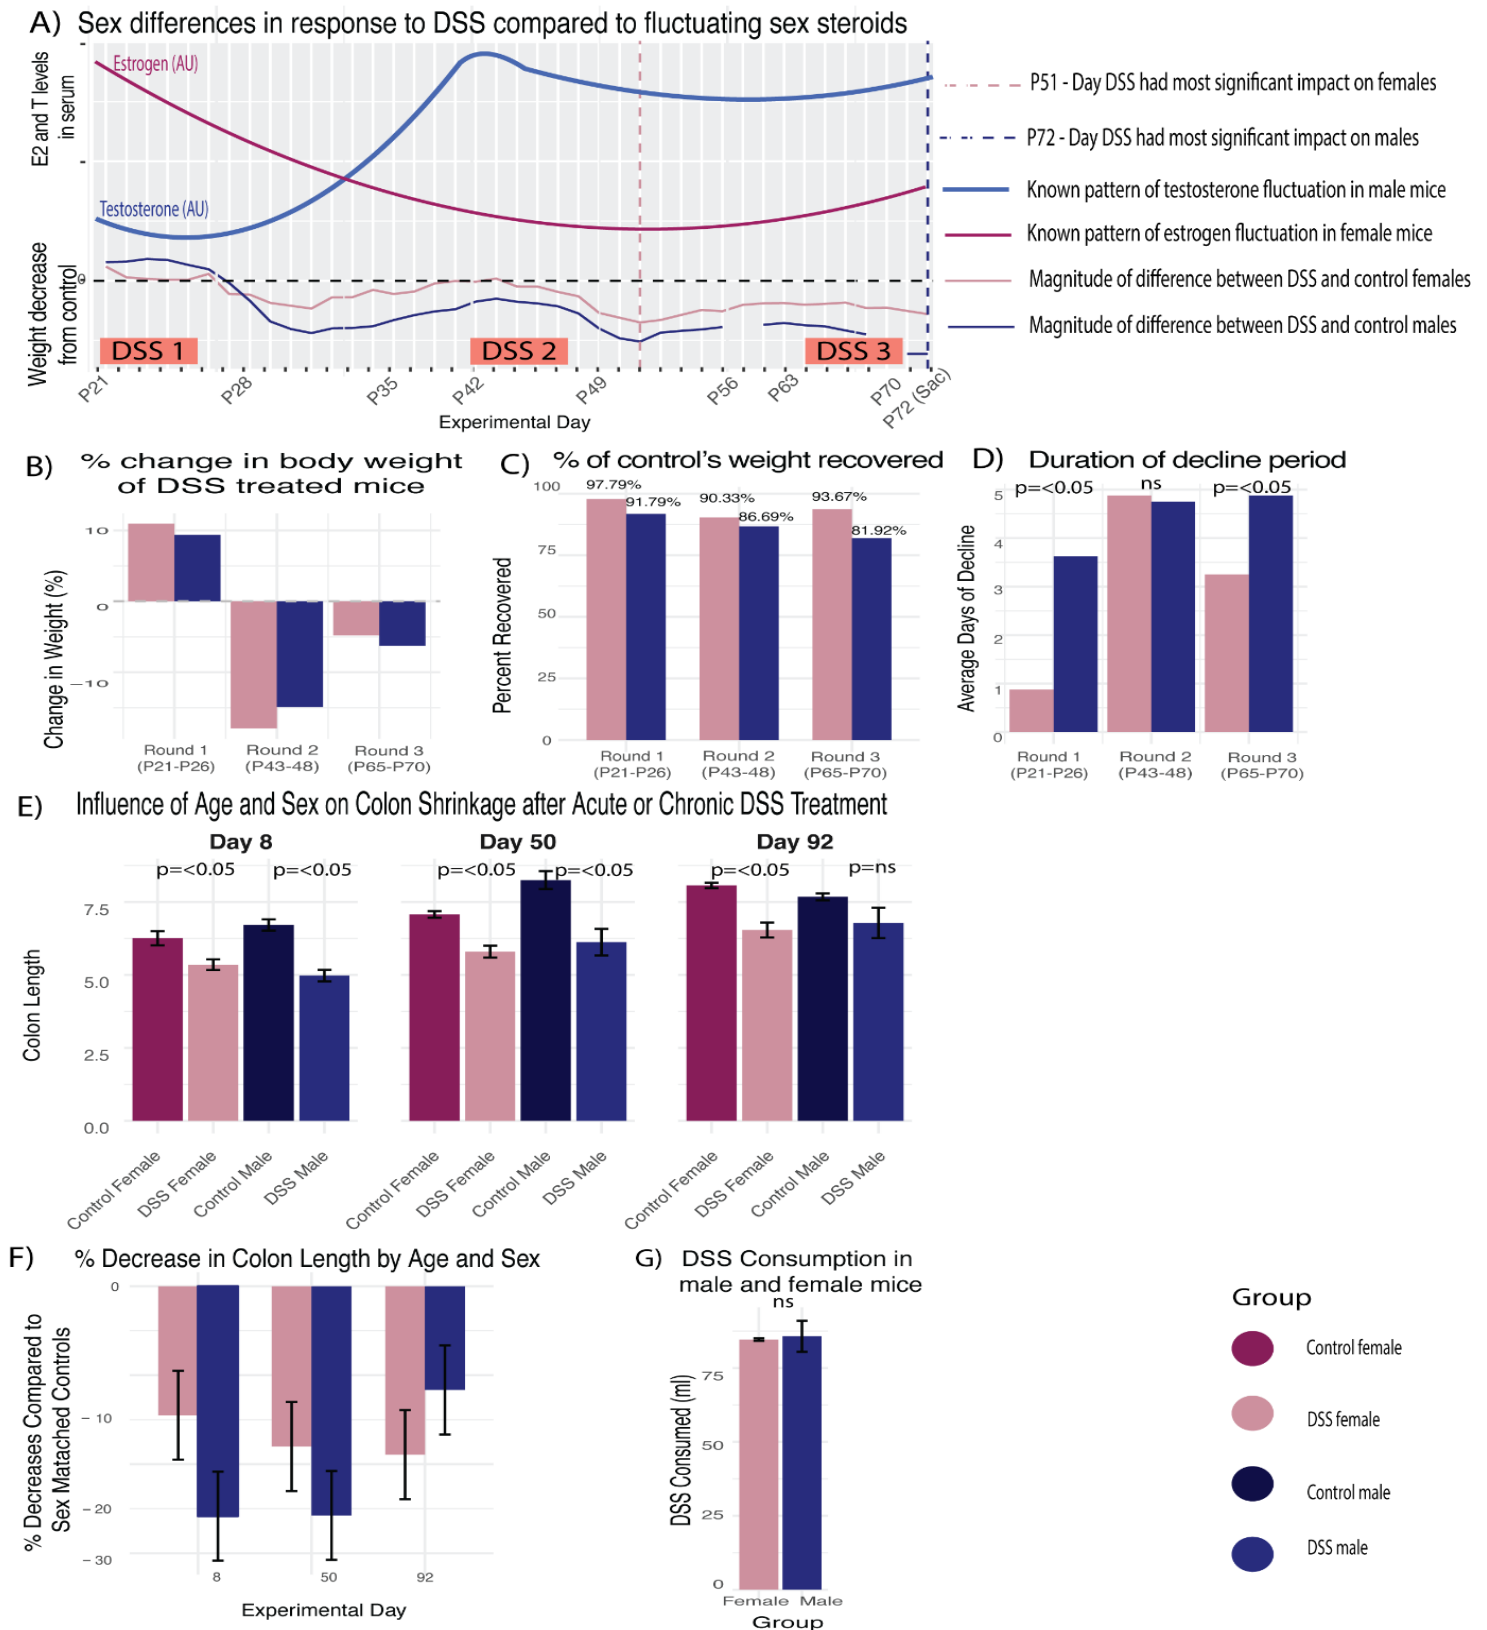 A) Sex differences in response to DSS compared to fluctuating sex steroids
E2 and T levels
in serum
Estrogen (AU)
Testosterone (AU)
Weight decrease
from control
0
DSS 1
DSS 2
DSS 3
P21
P28
P35
P42
P49
P56
P63
P70
P72 (Sac)
Experimental Day
P51 - Day DSS had most significant impact on females
P72 - Day DSS had most significant impact on males
Known pattern of testosterone fluctuation in male mice
Known pattern of estrogen fluctuation in female mice
Magnitude of difference between DSS and control females
Magnitude of difference between DSS and control males
B) % change in body weight
of DSS treated mice
Change in Weight (%)
10
0
−10
Round 1
(P21-P26)
Round 2
(P43-48)
Round 3
(P65-P70)
C) % of control's weight recovered
Percent Recovered
100
75
50
25
0
97.79%
91.79%
90.33%
86.69%
93.67%
81.92%
Round 1
(P21-P26)
Round 2
(P43-48)
Round 3
(P65-P70)
D) Duration of decline period
p=<0.05
ns
p=<0.05
Average Days of Decline
5
4
3
2
1
0
Round 1
(P21-P26)
Round 2
(P43-48)
Round 3
(P65-P70)
E) Influence of Age and Sex on Colon Shrinkage after Acute or Chronic DSS Treatment
Day 8
Day 50
Day 92
p=<0.05
p=<0.05
p=<0.05
p=<0.05
p=<0.05
p=ns
Colon Length
7.5
5.0
2.5
0.0
Control Female
DSS Female
Control Male
DSS Male
Control Female
DSS Female
Control Male
DSS Male
Control Female
DSS Female
Control Male
DSS Male
F) % Decrease in Colon Length by Age and Sex
% Decreases Compared to
Sex Matached Controls
0
- 10
- 20
- 30
8
50
92
Experimental Day
G) DSS Consumption in
male and female mice
ns
DSS Consumed (ml)
75
50
25
0
Female Male
Group
Group
Control female
DSS female
Control male
DSS male